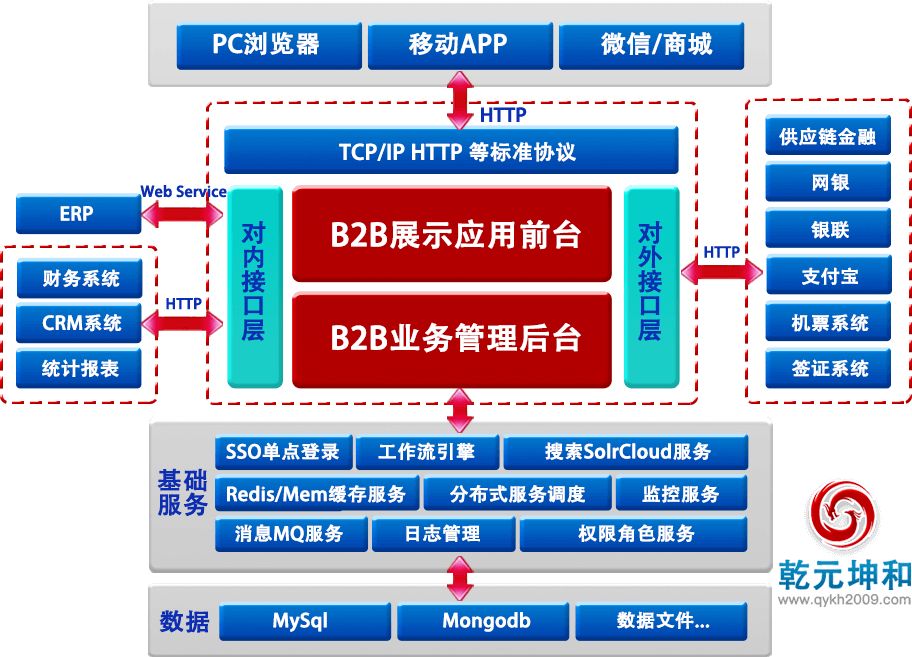 PC浏览器
移动APP
微信/商城
HTTP
TCP/IP HTTP 等标准协议
Web Service
ERP
财务系统
CRM系统
统计报表
HTTP
对内接口层
B2B展示应用前台
B2B业务管理后台
对外接口层
HTTP
供应链金融
网银
银联
支付宝
机票系统
签证系统
基础
服务
SSO单点登录
工作流引擎
搜索SolrCloud服务
Redis/Mem缓存服务
分布式服务调度
监控服务
消息MQ服务
日志管理
权限角色服务
数据
MySql
Mongodb
数据文件...
乾元坤和
www.qykh2009.com